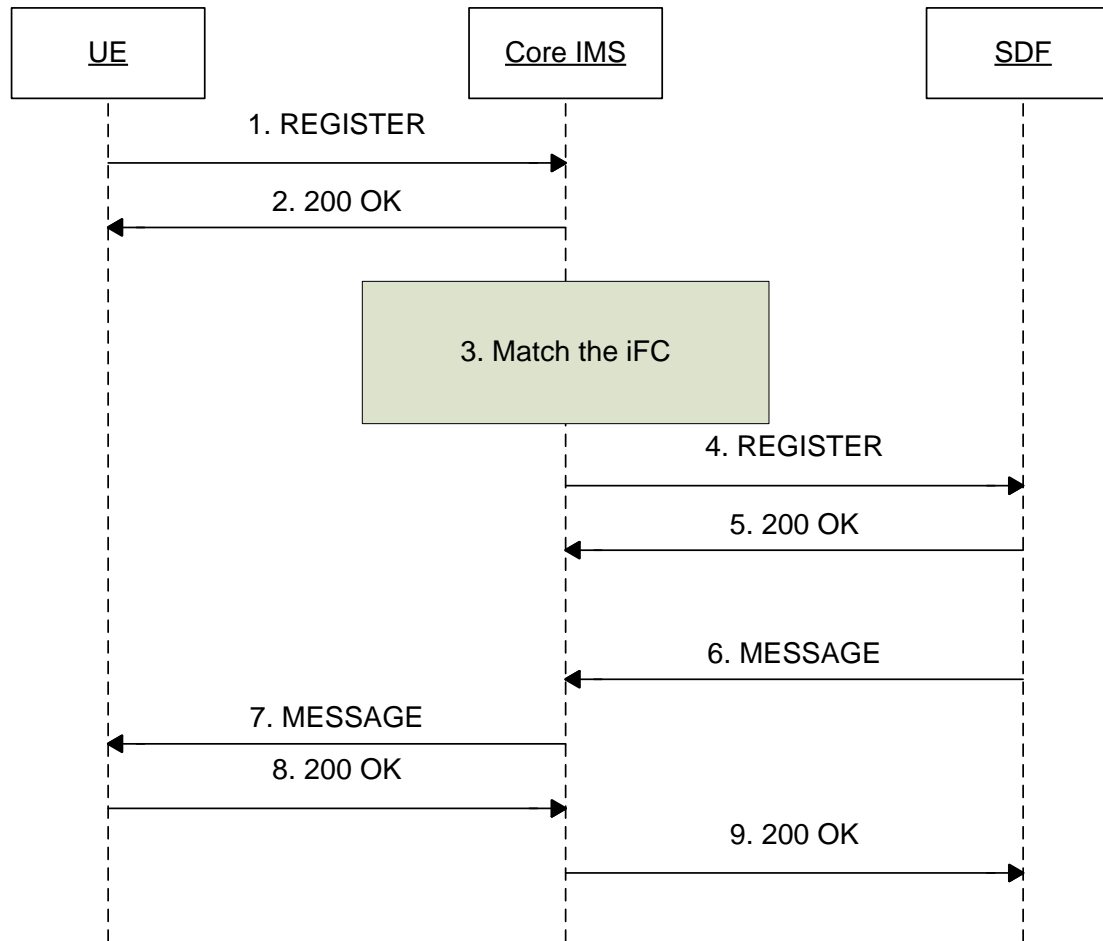 UE
Core IMS
SDF
1. REGISTER
2. 200 OK
3. Match the iFC
4. REGISTER
5. 200 OK
6. MESSAGE
7. MESSAGE
8. 200 OK
9. 200 OK